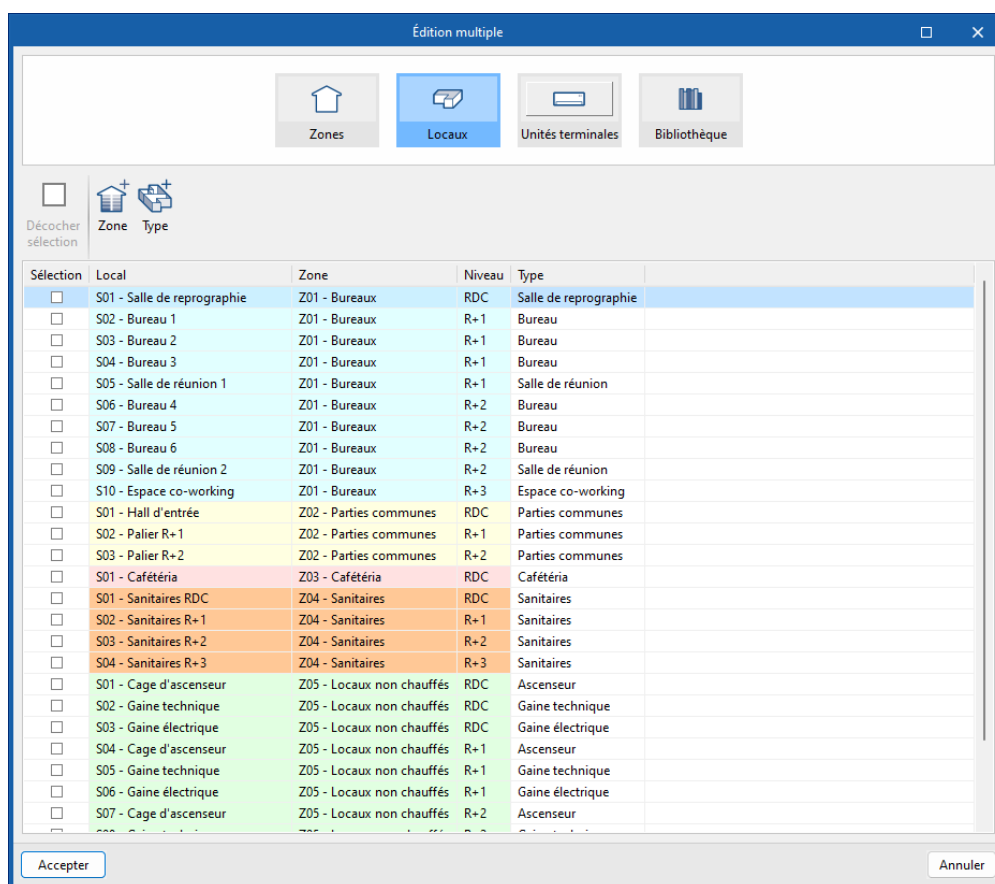 Édition multiple
Zones Locaux Unités terminales Bibliothèque
Décocher sélection
Zone Type
Sélection Local Zone Niveau Type
S01 - Salle de reprographie Z01 - Bureaux RDC Salle de reprographie
S02 - Bureau 1 Z01 - Bureaux R+1 Bureau
S03 - Bureau 2 Z01 - Bureaux R+1 Bureau
S04 - Bureau 3 Z01 - Bureaux R+1 Bureau
S05 - Salle de réunion 1 Z01 - Bureaux R+1 Salle de réunion
S06 - Bureau 4 Z01 - Bureaux R+2 Bureau
S07 - Bureau 5 Z01 - Bureaux R+2 Bureau
S08 - Bureau 6 Z01 - Bureaux R+2 Bureau
S09 - Salle de réunion 2 Z01 - Bureaux R+2 Salle de réunion
S10 - Espace co-working Z01 - Bureaux R+3 Espace co-working
S01 - Hall d'entrée Z02 - Parties communes RDC Parties communes
S02 - Palier R+1 Z02 - Parties communes R+1 Parties communes
S03 - Palier R+2 Z02 - Parties communes R+2 Parties communes
S01 - Cafétéria Z03 - Cafétéria RDC Cafétéria
S01 - Sanitaires RDC Z04 - Sanitaires RDC Sanitaires
S02 - Sanitaires R+1 Z04 - Sanitaires R+1 Sanitaires
S03 - Sanitaires R+2 Z04 - Sanitaires R+2 Sanitaires
S04 - Sanitaires R+3 Z04 - Sanitaires R+3 Sanitaires
S01 - Cage d'ascenseur Z05 - Locaux non chauffés RDC Ascenseur
S02 - Gaine technique Z05 - Locaux non chauffés RDC Gaine technique
S03 - Gaine électrique Z05 - Locaux non chauffés RDC Gaine électrique
S04 - Cage d'ascenseur Z05 - Locaux non chauffés R+1 Ascenseur
S05 - Gaine technique Z05 - Locaux non chauffés R+1 Gaine technique
S06 - Gaine électrique Z05 - Locaux non chauffés R+1 Gaine électrique
S07 - Cage d'ascenseur Z05 - Locaux non chauffés R+2 Ascenseur
Accepter Annuler